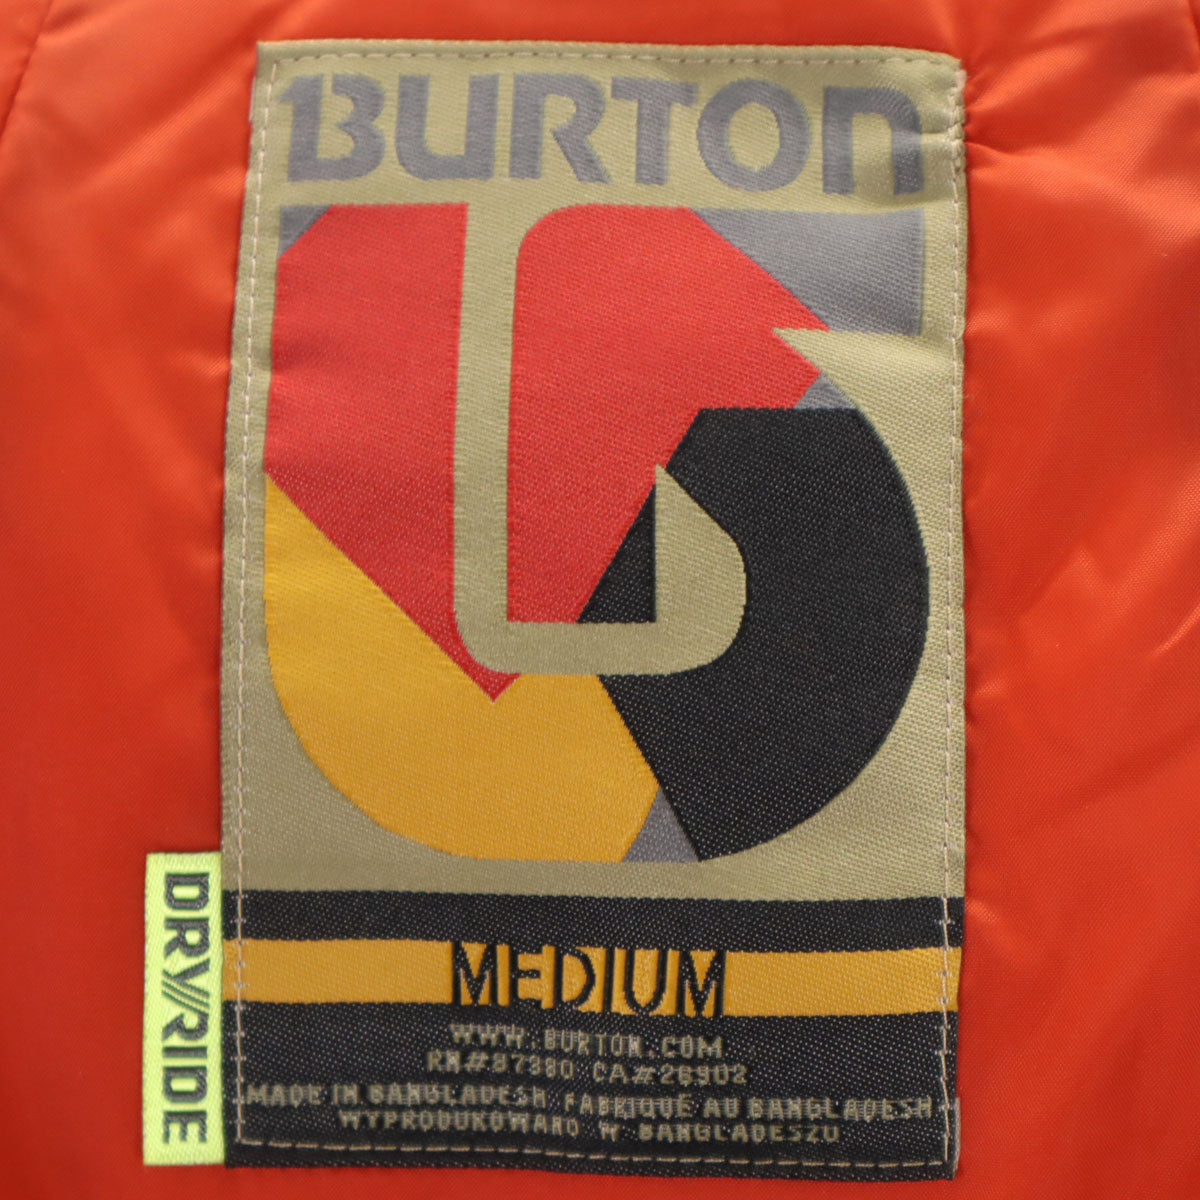 BURTON
MEDIUM
WWW.BURTON.COM
RN#97380 CA#26902
MADE IN BANGLADESH FABRIQUÉ AU BANGLADESH
WYPRODUKOWANO W BANGLADESZU
DRY//RIDE